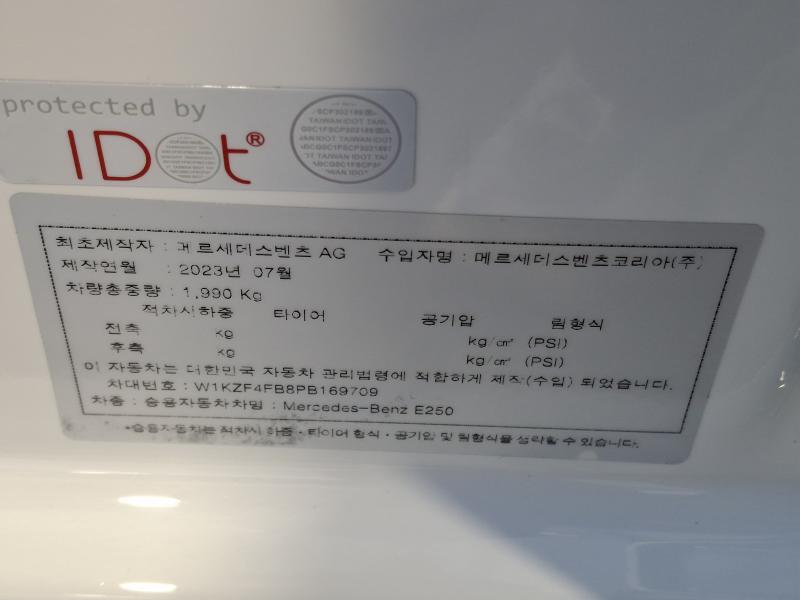 protected by
IDOt®
TAIWAN IDOT
최초제작자 : 메르세데스벤츠 AG 수입자명 : 메르세데스벤츠코리아(주)
제작연월 : 2023년 07월
차량총중량 : 1,990 Kg
적차시하중 타이어 공기압 림형식
전축 kg kg/㎠ (PSI)
후축 kg kg/㎠ (PSI)
이 자동차는 대한민국 자동차 관리법령에 적합하게 제작(수입) 되었습니다.
차대번호 : W1KZF4FB8PB169709
차종 : 승용자동차차밍 : Mercedes-Benz E250
*승용자동차는 적차시 하중·타이어 형식·공기압 및 림형식을 생략할 수 있습니다.